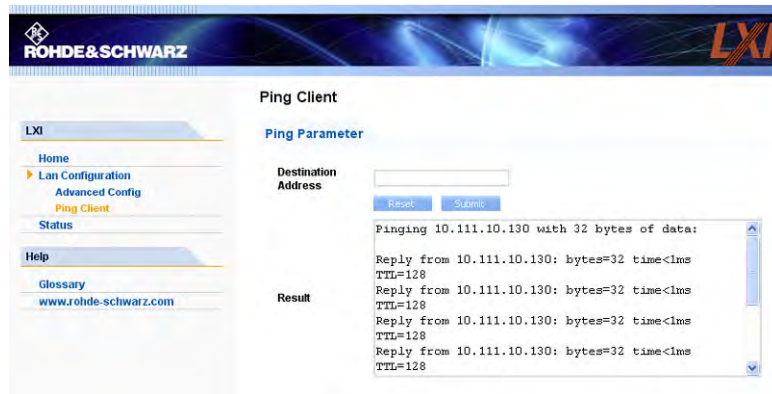 ROHDE&SCHWARZ
LXI
Ping Client
LXI
Home
Lan Configuration
Advanced Config
Ping Client
Status
Help
Glossary
www.rohde-schwarz.com
Ping Parameter
Destination
Address
Reset
Submit
Result
Pinging 10.111.10.130 with 32 bytes of data:
Reply from 10.111.10.130: bytes=32 time<1ms
TTL=128
Reply from 10.111.10.130: bytes=32 time<1ms
TTL=128
Reply from 10.111.10.130: bytes=32 time<1ms
TTL=128
Reply from 10.111.10.130: bytes=32 time<1ms
TTL=128